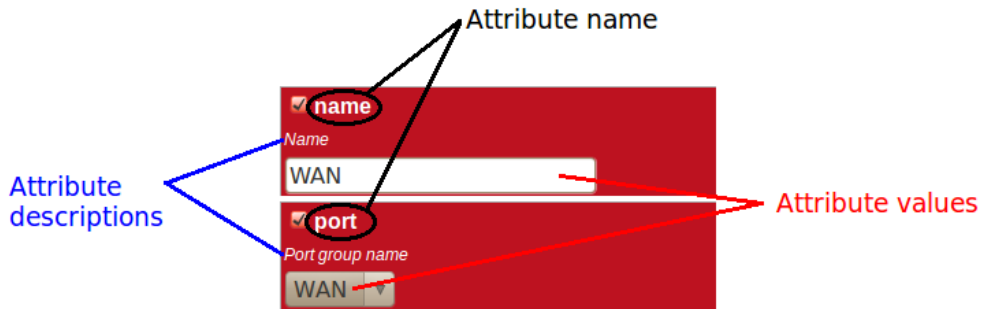 Attribute name
name
Name
WAN
Attribute
descriptions
Attribute values
port
Port group name
WAN